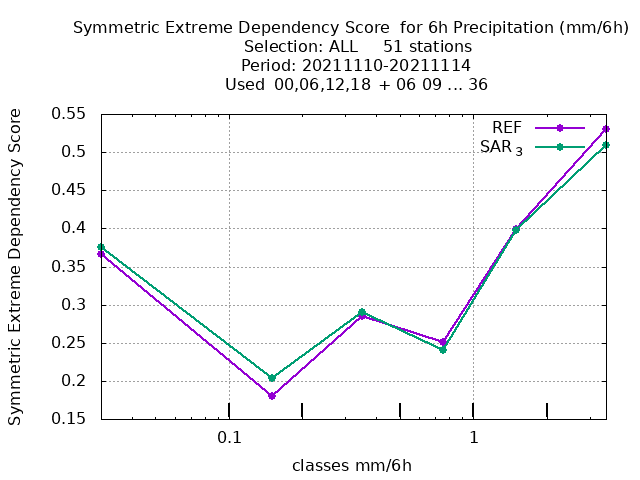 Symmetric Extreme Dependency Score for 6h Precipitation (mm/6h)
Selection: ALL 51 stations
Period: 20211110-20211114
Used 00,06,12,18 + 06 09 ... 36
Symmetric Extreme Dependency Score
0.55
0.5
0.45
0.4
0.35
0.3
0.25
0.2
0.15
REF
SAR 3
0.1
1
classes mm/6h